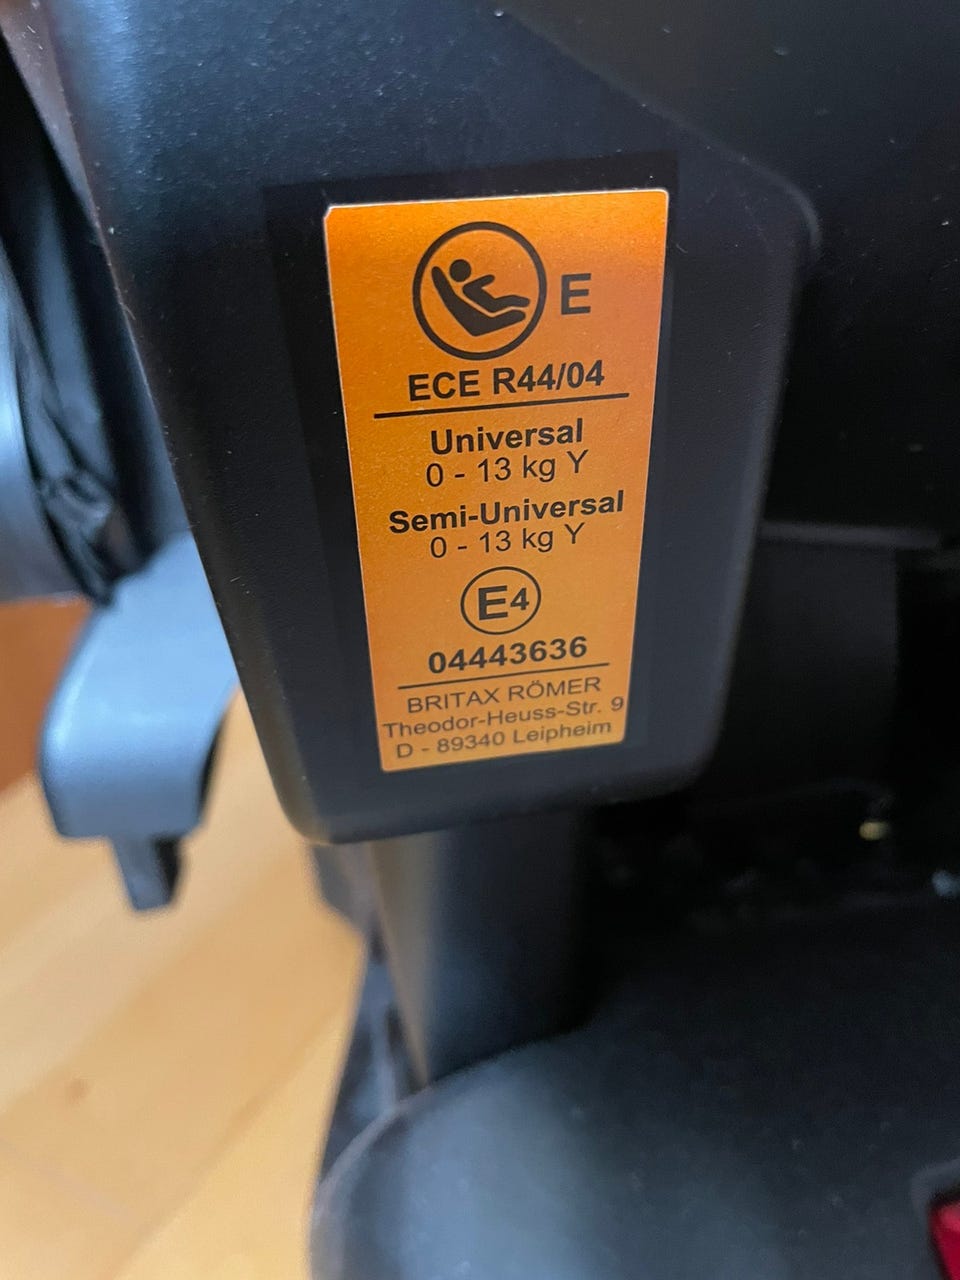 E
ECE R44/04
Universal
0 - 13 kg Y
Semi-Universal
0 - 13 kg Y
E4
04443636
BRITAX RÖMER
Theodor-Heuss-Str. 9
D - 89340 Leipheim